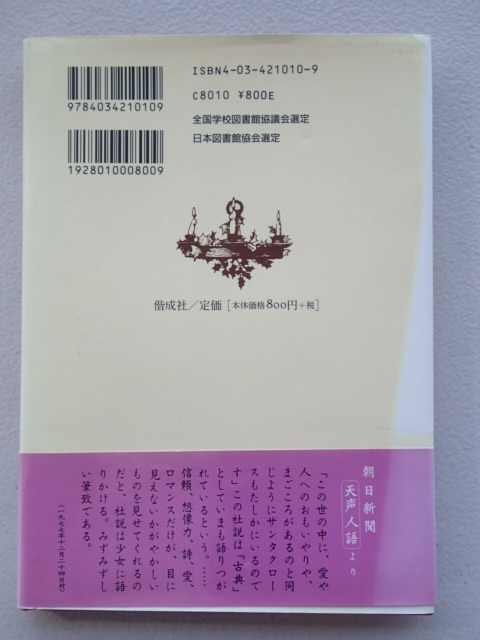 ISBN4-03-421010-9
C8010 ¥800E
9784034210109
全国学校図書館協議会選定
日本図書館協会選定
1928010008009
偕成社／定価［本体価格800円+税］
朝日新聞
天声人語より
「この世の中に、愛や
人へのおもいやりや、
まごころがあるのと同
じようにサンタクロー
スもたしかにいるので
す」この社説は「古典」
としていまも語りつが
れているという。……
信頼、想像力、詩、愛、
ロマンスだけが、目に
見えないかがやかしい
ものを見せてくれるの
だと、社説は少女に語
りかける。みずみずし
い筆致である。
（一九七七年十二月二十四日付）